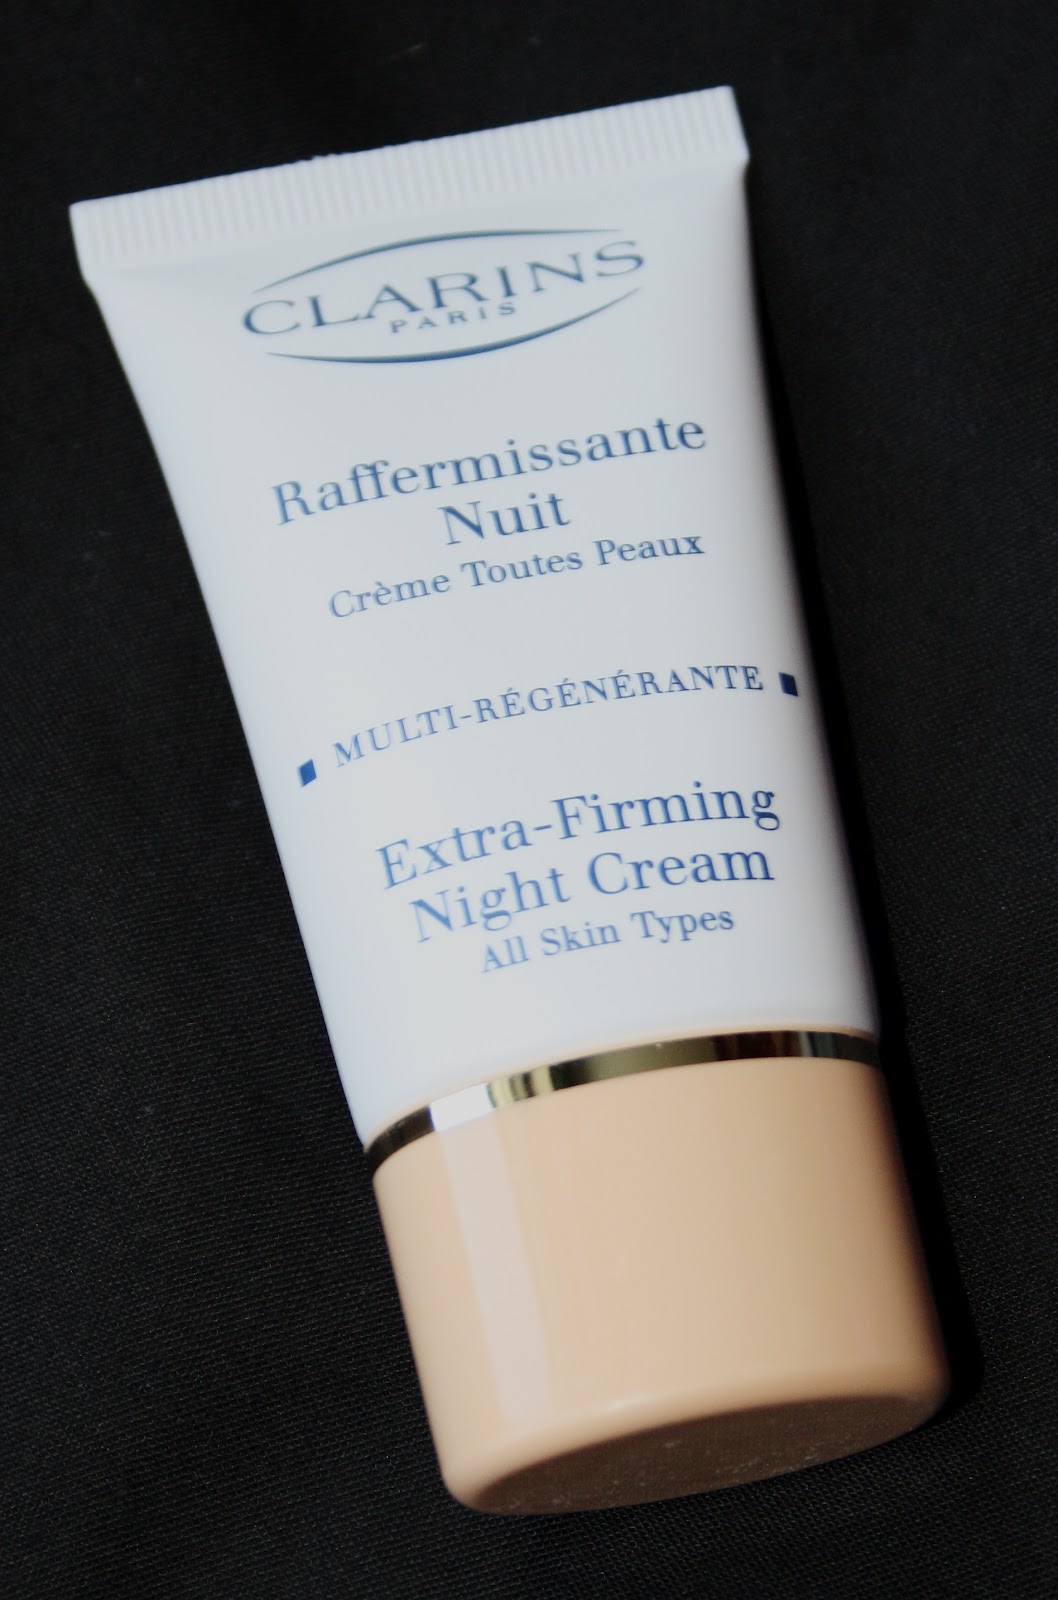 CLARINS
PARIS
Raffermissante
Nuit
Crème Toutes Peaux
MULTI-RÉGÉNÉRANTE
Extra-Firming
Night Cream
All Skin Types